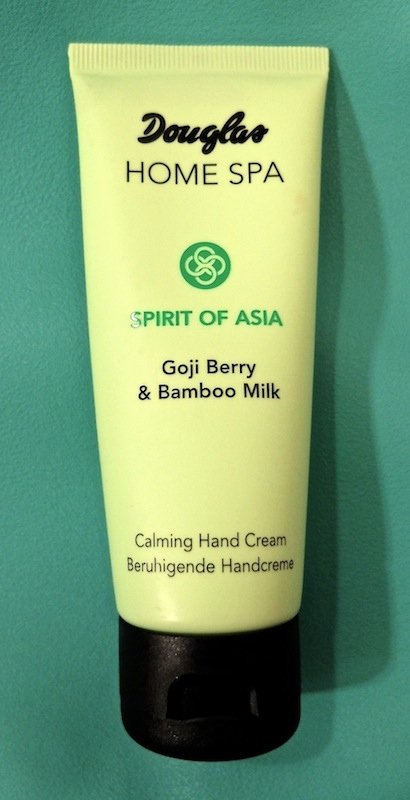 Douglas
HOME SPA
SPIRIT OF ASIA
Goji Berry
& Bamboo Milk
Calming Hand Cream
Beruhigende Handcreme